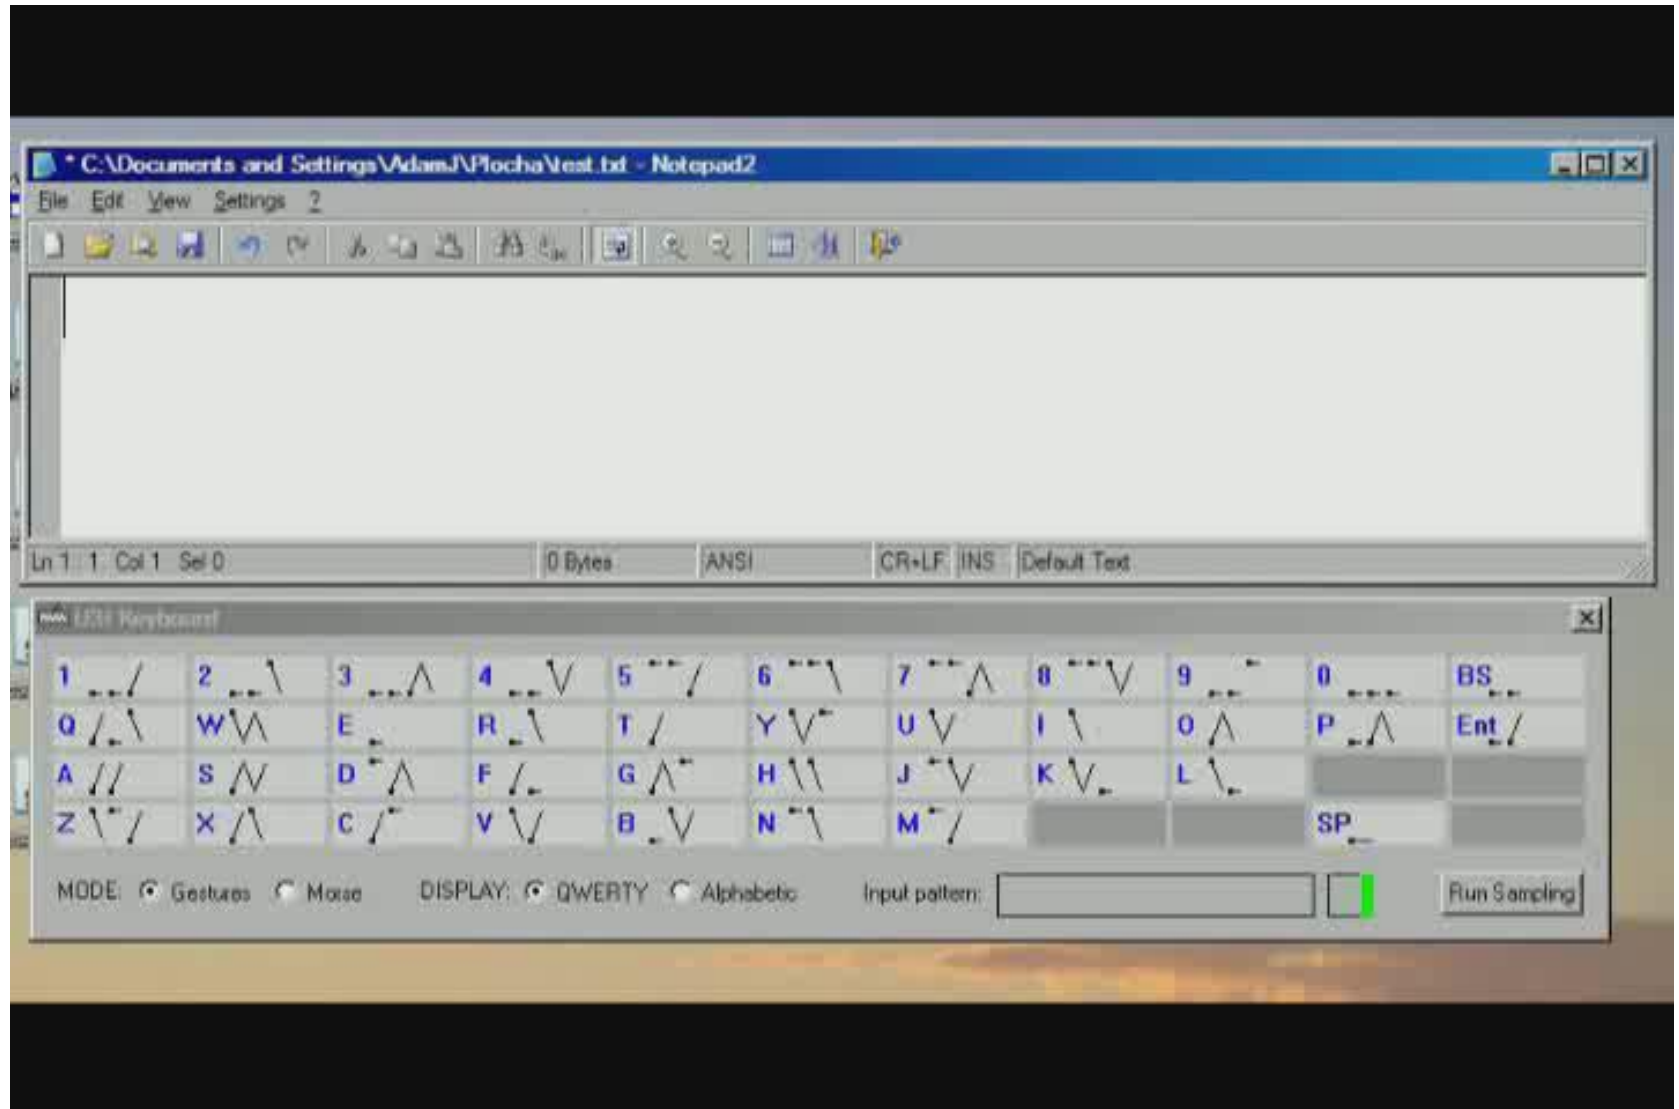 * C:\Documents and Settings\AdamJ\Plocha\test.txt - Notepad2
File Edit View Settings ?
Ln 1 : 1 Col 1 Sel 0 0 Bytes ANSI CR+LF INS Default Text
Keyboard
1 2 3 4 5 6 7 8 9 0 BS
Q W E R T Y U I O P Ent
A S D F G H J K L
Z X C V B N M SP
MODE: Gestures Morse DISPLAY: QWERTY Alphabetic Input pattern: Run Sampling